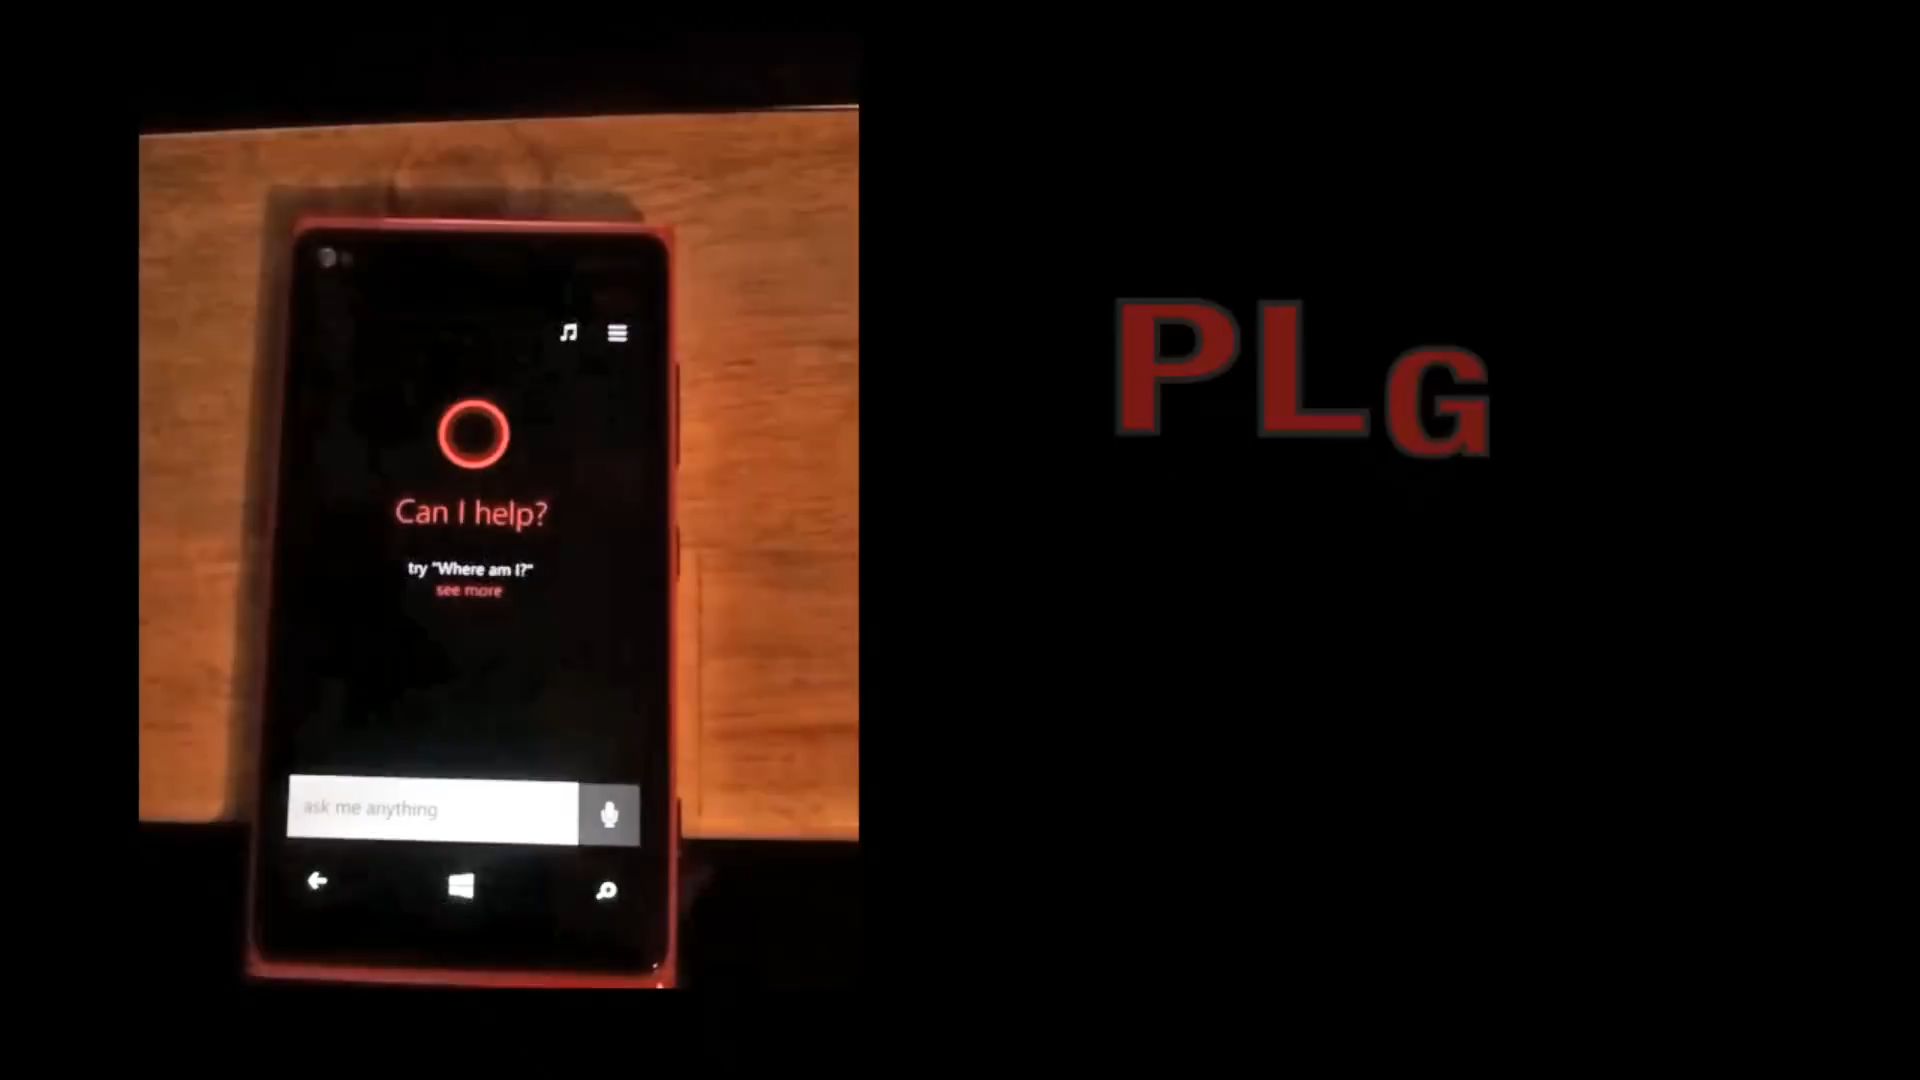 Can I help?
try "Where am I?"
see more
ask me anything
PLG